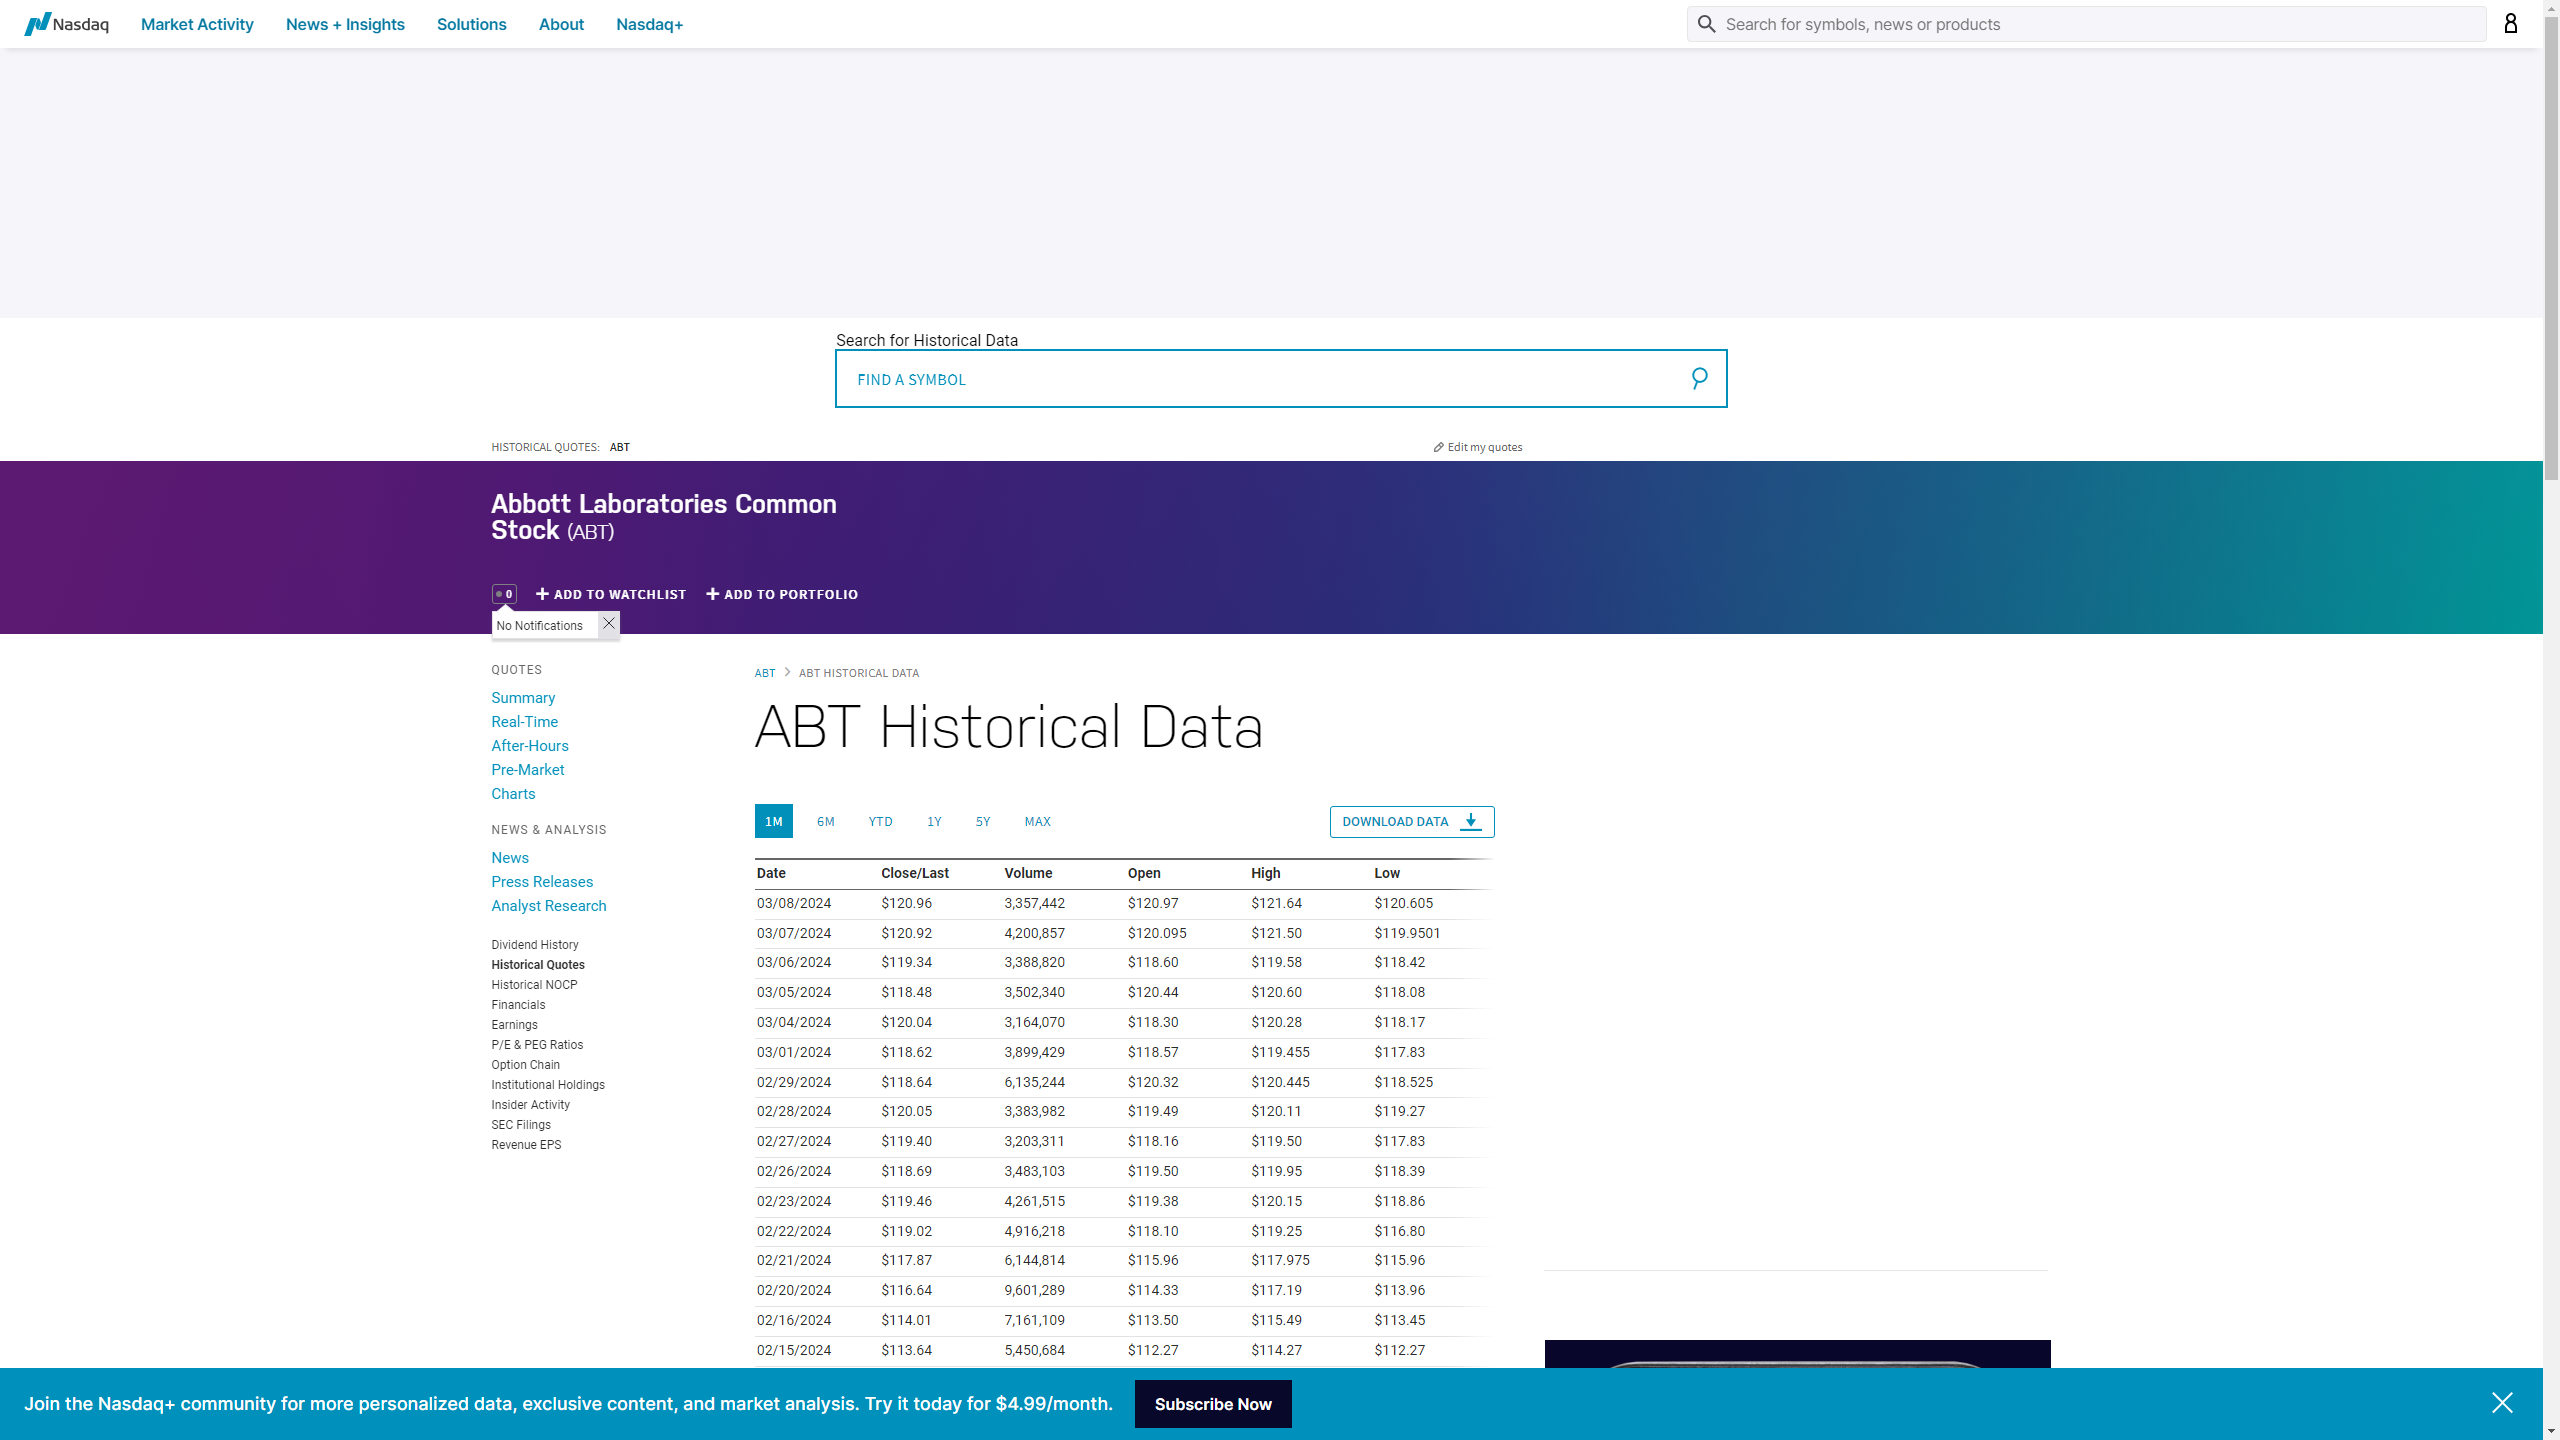 Nasdaq Market Activity News + Insights Solutions About Nasdaq+ Search for symbols, news or products
Search for Historical Data
FIND A SYMBOL
HISTORICAL QUOTES: ABT Edit my quotes
Abbott Laboratories Common
Stock (ABT)
0 ADD TO WATCHLIST ADD TO PORTFOLIO
No Notifications
QUOTES
Summary
Real-Time
After-Hours
Pre-Market
Charts
NEWS & ANALYSIS
News
Press Releases
Analyst Research
Dividend History
Historical Quotes
Historical NOCP
Financials
Earnings
P/E & PEG Ratios
Option Chain
Institutional Holdings
Insider Activity
SEC Filings
Revenue EPS
ABT > ABT HISTORICAL DATA
ABT Historical Data
1M 6M YTD 1Y 5Y MAX DOWNLOAD DATA
Date Close/Last Volume Open High Low
03/08/2024 $120.96 3,357,442 $120.97 $121.64 $120.605
03/07/2024 $120.92 4,200,857 $120.095 $121.50 $119.9501
03/06/2024 $119.34 3,388,820 $118.60 $119.58 $118.42
03/05/2024 $118.48 3,502,340 $120.44 $120.60 $118.08
03/04/2024 $120.04 3,164,070 $118.30 $120.28 $118.17
03/01/2024 $118.62 3,899,429 $118.57 $119.455 $117.83
02/29/2024 $118.64 6,135,244 $120.32 $120.445 $118.525
02/28/2024 $120.05 3,383,982 $119.49 $120.11 $119.27
02/27/2024 $119.40 3,203,311 $118.16 $119.50 $117.83
02/26/2024 $118.69 3,483,103 $119.50 $119.95 $118.39
02/23/2024 $119.46 4,261,515 $119.38 $120.15 $118.86
02/22/2024 $119.02 4,916,218 $118.10 $119.25 $116.80
02/21/2024 $117.87 6,144,814 $115.96 $117.975 $115.96
02/20/2024 $116.64 9,601,289 $114.33 $117.19 $113.96
02/16/2024 $114.01 7,161,109 $113.50 $115.49 $113.45
02/15/2024 $113.64 5,450,684 $112.27 $114.27 $112.27
Join the Nasdaq+ community for more personalized data, exclusive content, and market analysis. Try it today for $4.99/month. Subscribe Now